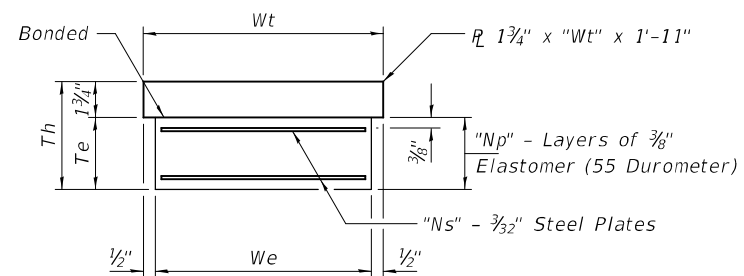 Wt
Bonded
℄ 1¾" x "Wt" x 1'-11"
1¾"
Th
Te
⅜"
"Np" - Layers of ⅜"
Elastomer (55 Durometer)
"Ns" - 3/32" Steel Plates
½"
We
½"